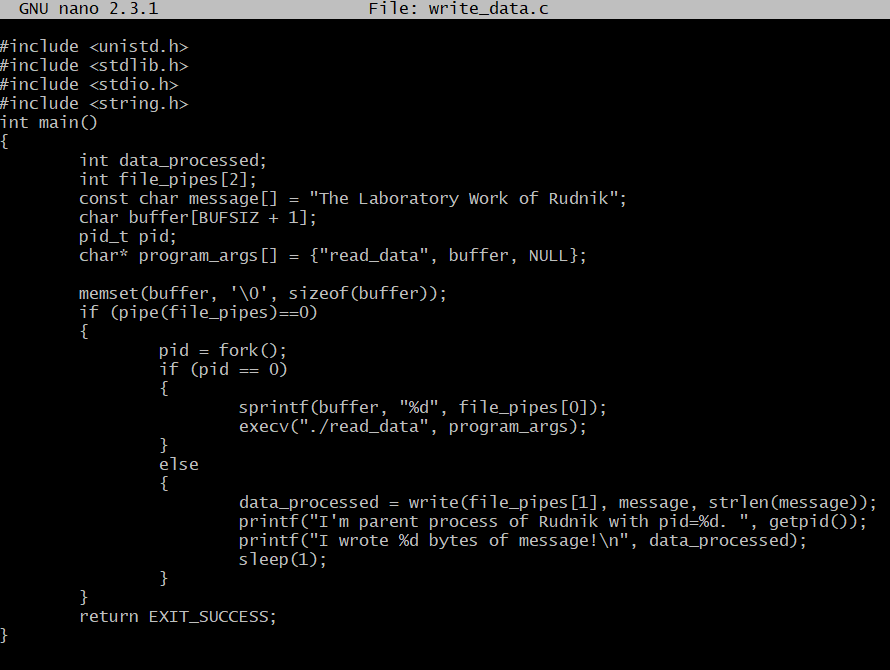 GNU nano 2.3.1 File: write_data.c
#include <unistd.h>
#include <stdlib.h>
#include <stdio.h>
#include <string.h>
int main()
{
        int data_processed;
        int file_pipes[2];
        const char message[] = "The Laboratory Work of Rudnik";
        char buffer[BUFSIZ + 1];
        pid_t pid;
        char* program_args[] = {"read_data", buffer, NULL};
        memset(buffer, '\0', sizeof(buffer));
        if (pipe(file_pipes)==0)
        {
                pid = fork();
                if (pid == 0)
                {
                        sprintf(buffer, "%d", file_pipes[0]);
                        execv("./read_data", program_args);
                }
                else
                {
                        data_processed = write(file_pipes[1], message, strlen(message));
                        printf("I'm parent process of Rudnik with pid=%d. ", getpid());
                        printf("I wrote %d bytes of message!\n", data_processed);
                        sleep(1);
                }
        }
        return EXIT_SUCCESS;
}